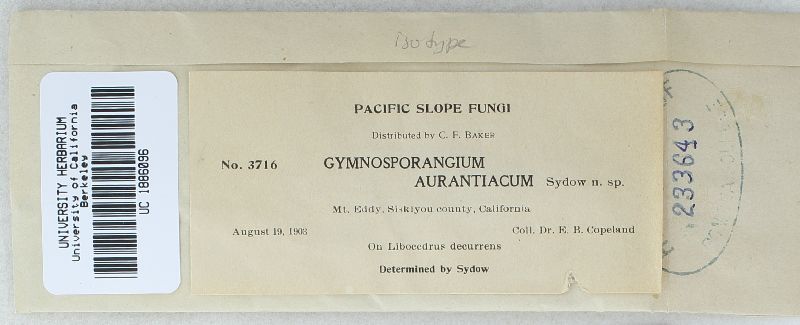 isotype
UNIVERSITY HERBARIUM
University of California
Berkeley
UC 1886096
PACIFIC SLOPE FUNGI
Distributed by C. F. BAKER
No. 3716
GYMNOSPORANGIUM
AURANTIACUM Sydow n. sp.
Mt. Eddy, Siskiyou county, California
August 19, 1903 Coll. Dr. E. B. Copeland
On Libocedrus decurrens
Determined by Sydow
233643